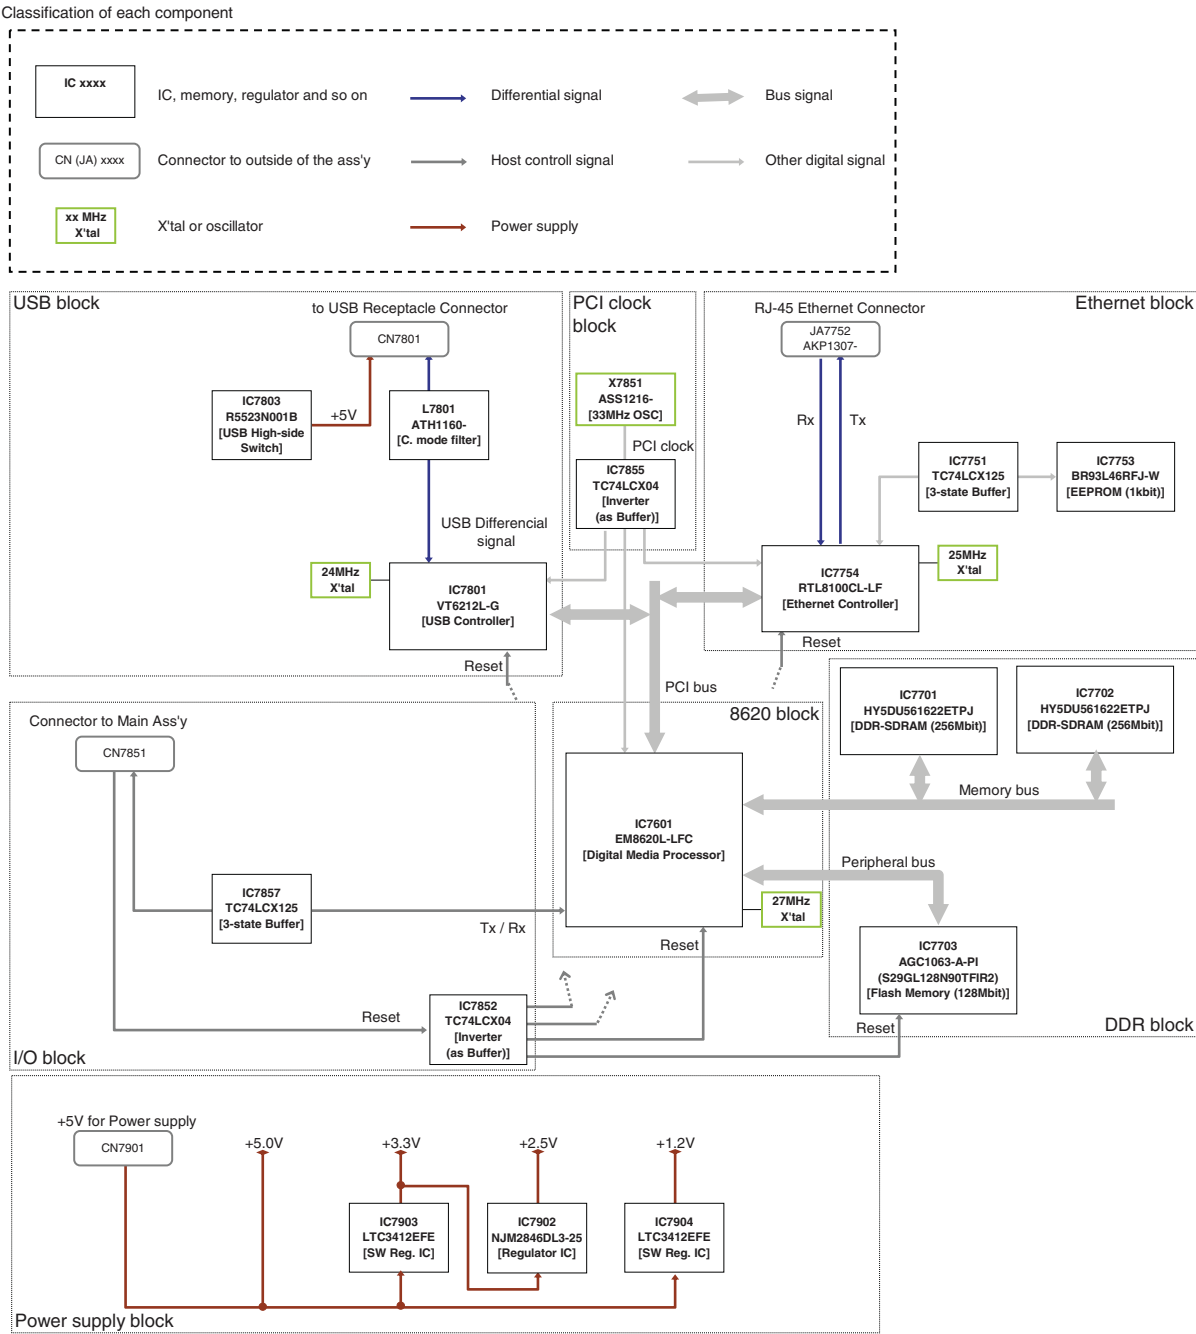 Classification of each component
IC xxxx
IC, memory, regulator and so on
Differential signal
Bus signal
CN (JA) xxxx
Connector to outside of the ass'y
Host controll signal
Other digital signal
xx MHz
X'tal
X'tal or oscillator
Power supply
USB block
to USB Receptacle Connector
CN7801
IC7803
R5523N001B
[USB High-side
Switch]
+5V
L7801
ATH1160-
[C. mode filter]
USB Differencial
signal
24MHz
X'tal
IC7801
VT6212L-G
[USB Controller]
Reset
PCI clock
block
X7851
ASS1216-
[33MHz OSC]
PCI clock
IC7855
TC74LCX04
[Inverter
(as Buffer)]
Ethernet block
RJ-45 Ethernet Connector
JA7752
AKP1307-
Rx
Tx
IC7751
TC74LCX125
[3-state Buffer]
IC7753
BR93L46RFJ-W
[EEPROM (1kbit)]
IC7754
RTL8100CL-LF
[Ethernet Controller]
25MHz
X'tal
Reset
PCI bus
8620 block
IC7601
EM8620L-LFC
[Digital Media Processor]
27MHz
X'tal
Reset
IC7701
HY5DU561622ETPJ
[DDR-SDRAM (256Mbit)]
IC7702
HY5DU561622ETPJ
[DDR-SDRAM (256Mbit)]
Memory bus
Peripheral bus
IC7703
AGC1063-A-PI
(S29GL128N90TFIR2)
[Flash Memory (128Mbit)]
Reset
DDR block
Connector to Main Ass'y
CN7851
IC7857
TC74LCX125
[3-state Buffer]
Tx / Rx
Reset
IC7852
TC74LCX04
[Inverter
(as Buffer)]
I/O block
+5V for Power supply
CN7901
+5.0V
+3.3V
+2.5V
+1.2V
IC7903
LTC3412EFE
[SW Reg. IC]
IC7902
NJM2846DL3-25
[Regulator IC]
IC7904
LTC3412EFE
[SW Reg. IC]
Power supply block